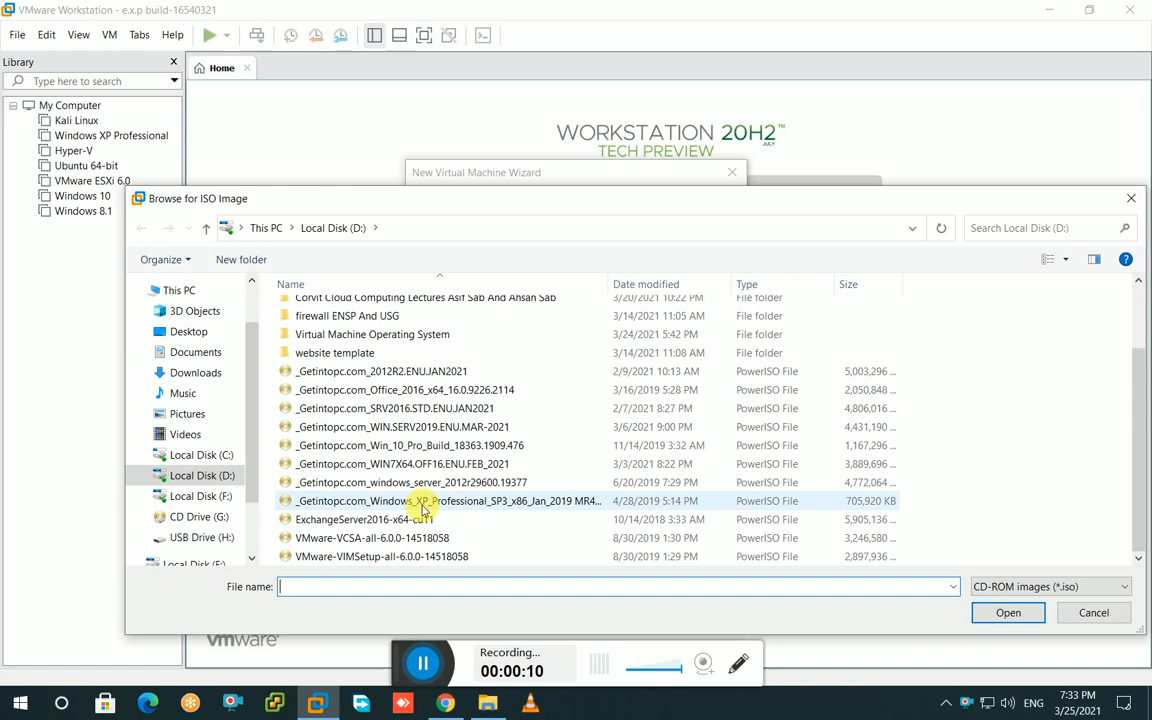 VMware Workstation - e.x.p build-16540321
File Edit View VM Tabs Help
Library
Type here to search
Home
My Computer
Kali Linux
Windows XP Professional
Hyper-V
Ubuntu 64-bit
VMware ESXi 6.0
Windows 10
Windows 8.1
WORKSTATION 20H2™
JULY
TECH PREVIEW
New Virtual Machine Wizard
Browse for ISO Image
This PC > Local Disk (D:) >
Search Local Disk (D:)
Organize
New folder
This PC
3D Objects
Desktop
Documents
Downloads
Music
Pictures
Videos
Local Disk (C:)
Local Disk (D:)
Local Disk (F:)
CD Drive (G:)
USB Drive (H:)
Name Date modified Type Size
Corvit Cloud Computing Lectures Asif Sab And Ahsan Sab 3/20/2021 10:22 PM File folder
firewall ENSP And USG 3/14/2021 11:05 AM File folder
Virtual Machine Operating System 3/24/2021 5:42 PM File folder
website template 3/14/2021 11:08 AM File folder
_Getintopc.com_2012R2.ENU.JAN2021 2/9/2021 10:13 AM PowerISO File 5,003,296 ...
_Getintopc.com_Office_2016_x64_16.0.9226.2114 3/16/2019 5:28 PM PowerISO File 2,050,848 ...
_Getintopc.com_SRV2016.STD.ENU.JAN2021 2/7/2021 8:27 PM PowerISO File 4,806,016 ...
_Getintopc.com_WIN.SERV2019.ENU.MAR-2021 3/6/2021 9:00 PM PowerISO File 4,431,190 ...
_Getintopc.com_Win_10_Pro_Build_18363.1909.476 11/14/2019 3:32 AM PowerISO File 1,167,296 ...
_Getintopc.com_WIN7X64.OFF16.ENU.FEB_2021 3/3/2021 8:22 PM PowerISO File 3,889,696 ...
_Getintopc.com_windows_server_2012r29600.19377 6/20/2019 7:29 PM PowerISO File 4,772,064 ...
_Getintopc.com_Windows_XP_Professional_SP3_x86_Jan_2019 MR4... 4/28/2019 5:14 PM PowerISO File 705,920 KB
ExchangeServer2016-x64-cu11 10/14/2018 3:33 AM PowerISO File 5,905,136 ...
VMware-VCSA-all-6.0.0-14518058 8/30/2019 1:30 PM PowerISO File 3,246,580 ...
VMware-VIMSetup-all-6.0.0-14518058 8/30/2019 1:29 PM PowerISO File 2,897,936 ...
File name:
CD-ROM images (*.iso)
Open
Cancel
vmware
Recording...
00:00:10
ENG
7:33 PM
3/25/2021